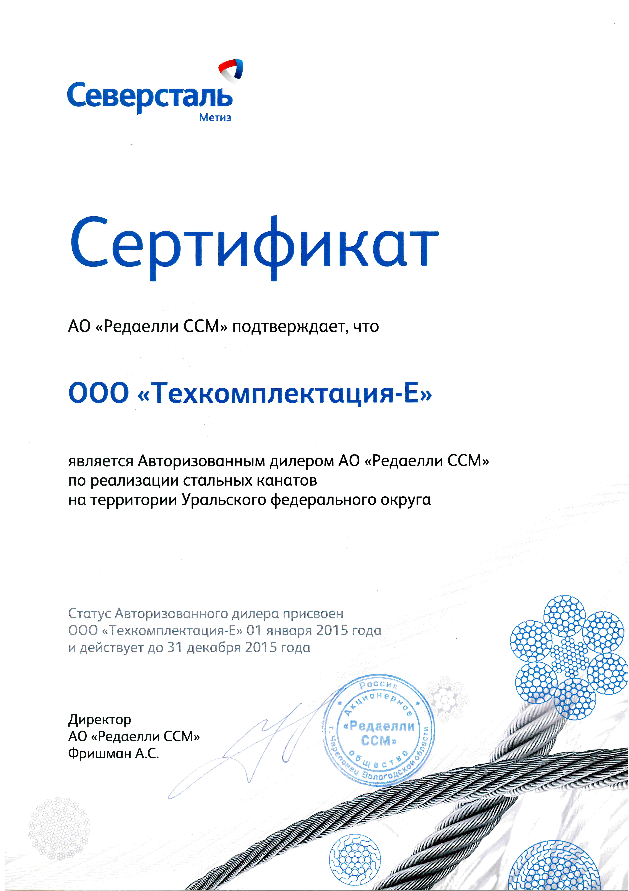 Северсталь
Метиз
Сертификат
АО «Редаелли ССМ» подтверждает, что
ООО «Техкомплектация-Е»
является Авторизованным дилером АО «Редаелли ССМ»
по реализации стальных канатов
на территории Уральского федерального округа
Статус Авторизованного дилера присвоен
ООО «Техкомплектация-Е» 01 января 2015 года
и действует до 31 декабря 2015 года
Директор
АО «Редаелли ССМ»
Фришман А.С.
Россия
Акционерное
«Редаелли
ССМ»
общество
г. Череповец Вологодской области